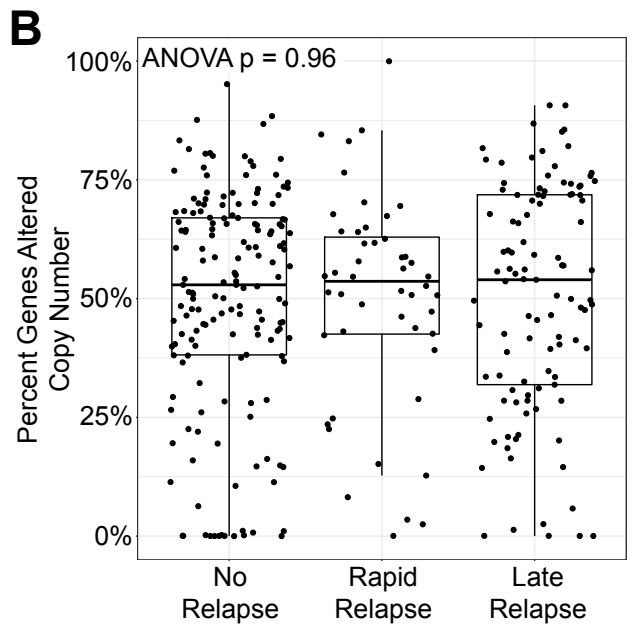 B
ANOVA p = 0.96
Percent Genes Altered
Copy Number
100%
75%
50%
25%
0%
No
Relapse
Rapid
Relapse
Late
Relapse